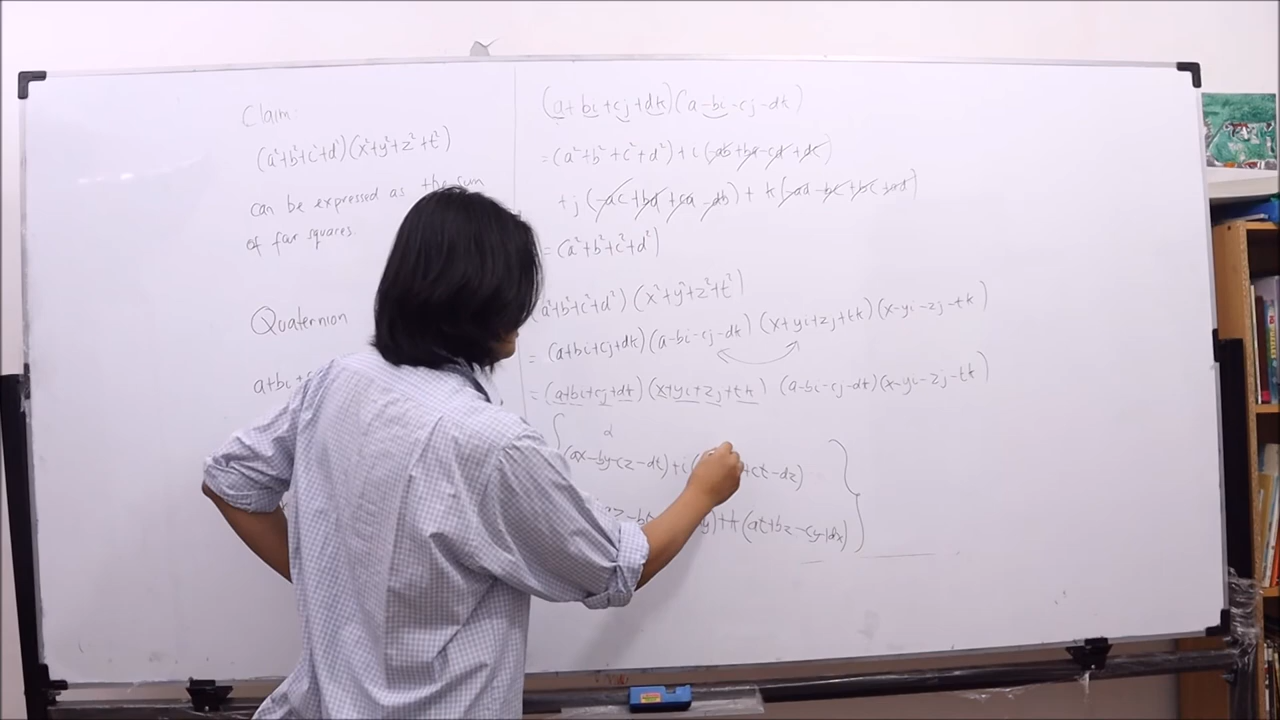 Claim:
(a²+b²+c²+d²)(x²+y²+z²+t²)
can be expressed as the sum
of four squares.
Quaternion
a+bi+
(a+bi+cj+dk)(a-bi-cj-dk)
=(a²+b²+c²+d²)+i(-ab+ba-cd+dc)
+j(-ac+bd+ca-db)+k(-ad-bc+bc+ad)
=(a²+b²+c²+d²)
(a²+b²+c²+d²)(x²+y²+z²+t²)
=(a+bi+cj+dk)(a-bi-cj-dk)(x+yi+zj+tk)(x-yi-zj-tk)
=(a+bi+cj+dk)(x+yi+zj+tk)(a-bi-cj-dk)(x-yi-zj-tk)
α
(ax-by-cz-dt)+i( +ct-dz)
y)+k(at+bz-cy+dx)